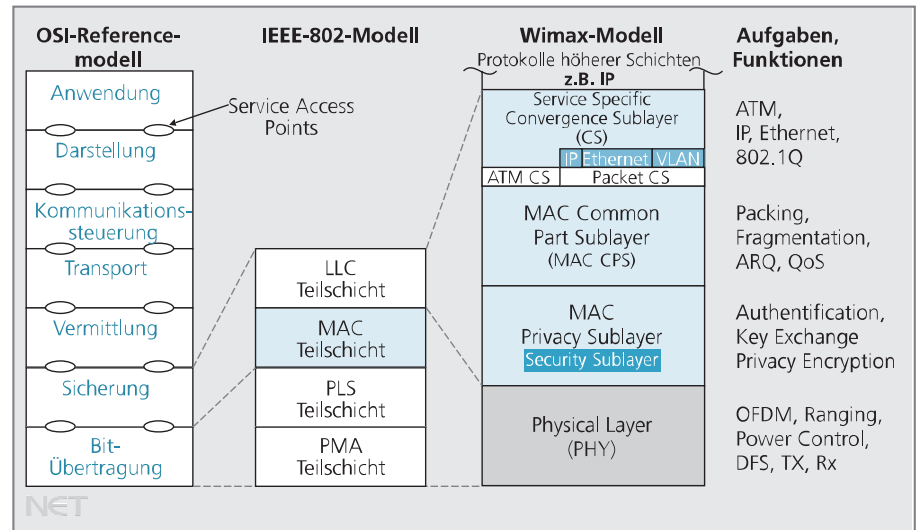 OSI-Reference-
modell
Anwendung
Darstellung
Kommunikations-
steuerung
Transport
Vermittlung
Sicherung
Bit-
Übertragung
Service Access
Points
IEEE-802-Modell
LLC
Teilschicht
MAC
Teilschicht
PLS
Teilschicht
PMA
Teilschicht
Wimax-Modell
Protokolle höherer Schichten
z.B. IP
Service Specific
Convergence Sublayer
(CS)
IP Ethernet VLAN
ATM CS Packet CS
MAC Common
Part Sublayer
(MAC CPS)
MAC
Privacy Sublayer
Security Sublayer
Physical Layer
(PHY)
Aufgaben,
Funktionen
ATM,
IP, Ethernet,
802.1Q
Packing,
Fragmentation,
ARQ, QoS
Authentification,
Key Exchange
Privacy Encryption
OFDM, Ranging,
Power Control,
DFS, TX, Rx
NET